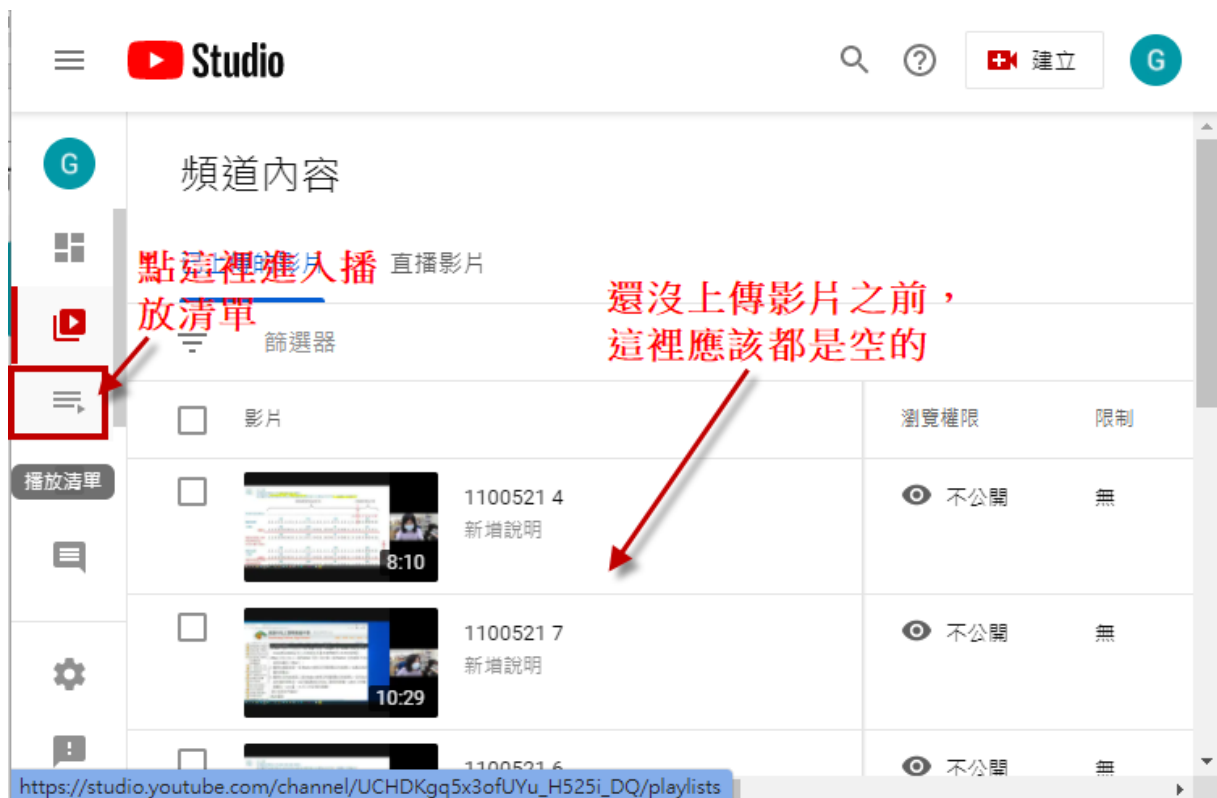 Studio
建立
G
G
頻道內容
點這裡進入播
放清單
直播影片
還沒上傳影片之前，
這裡應該都是空的
篩選器
影片
瀏覽權限
限制
播放清單
1100521 4
新增說明
8:10
不公開
無
1100521 7
新增說明
10:29
不公開
無
1100521 6
不公開
無
https://studio.youtube.com/channel/UCHDKgq5x3ofUYu_H525i_DQ/playlists